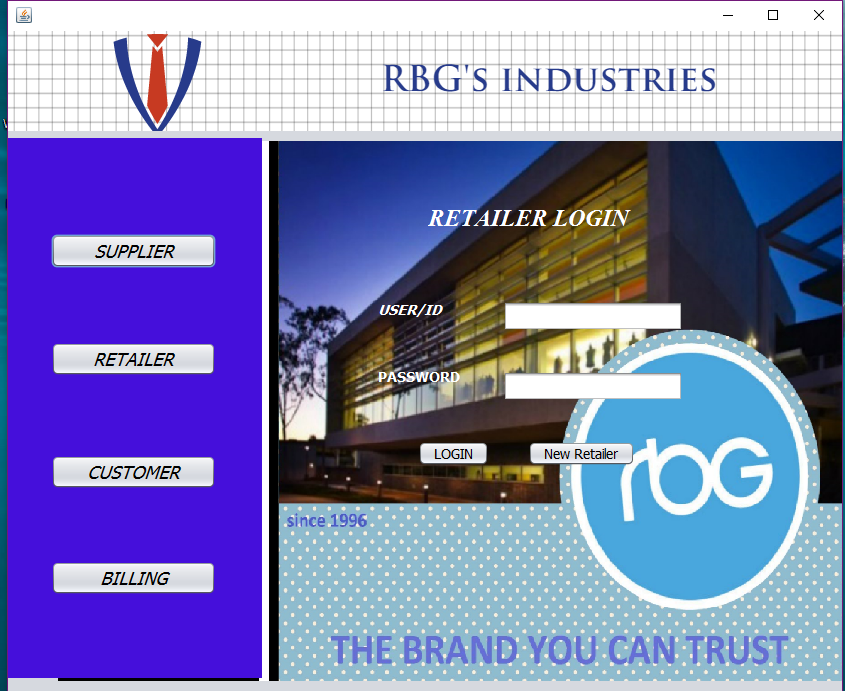 RBG'S INDUSTRIES
SUPPLIER
RETAILER
CUSTOMER
BILLING
RETAILER LOGIN
USER/ID
PASSWORD
LOGIN
New Retailer
rbG
since 1996
THE BRAND YOU CAN TRUST